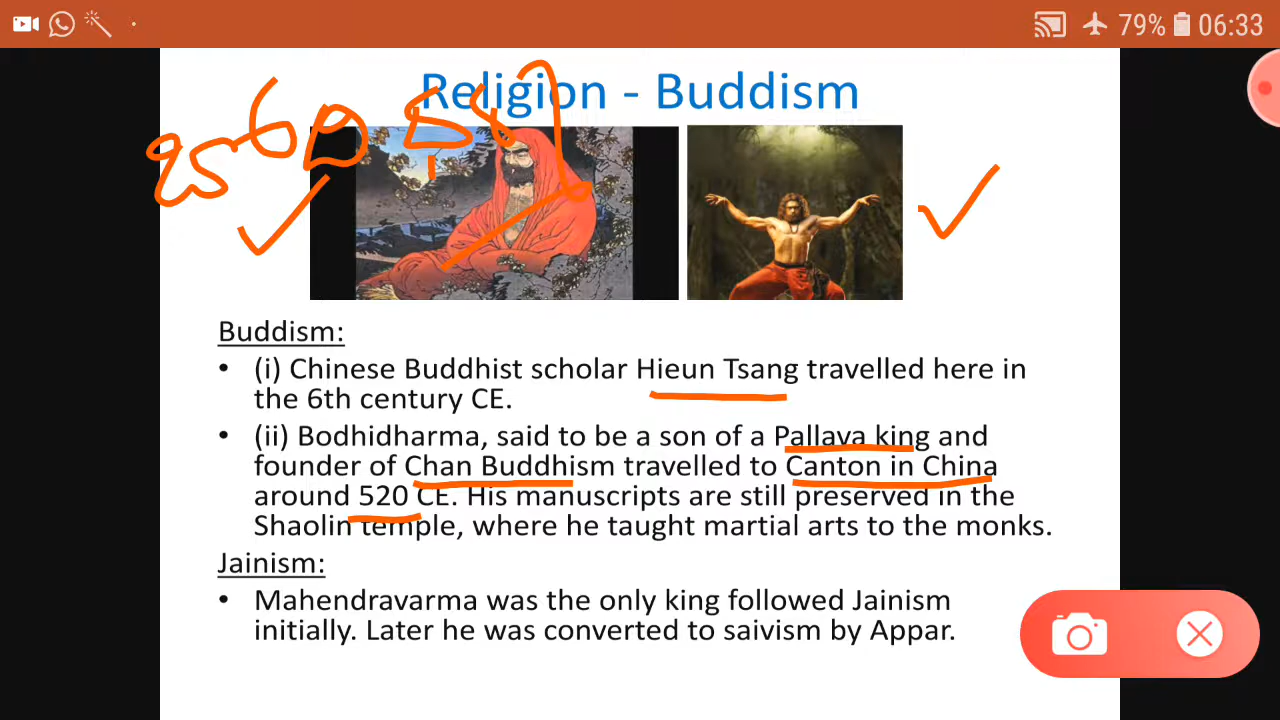 79% 06:33
Religion - Buddism
Buddism:
• (i) Chinese Buddhist scholar Hieun Tsang travelled here in
the 6th century CE.
• (ii) Bodhidharma, said to be a son of a Pallava king and
founder of Chan Buddhism travelled to Canton in China
around 520 CE. His manuscripts are still preserved in the
Shaolin temple, where he taught martial arts to the monks.
Jainism:
• Mahendravarma was the only king followed Jainism
initially. Later he was converted to saivism by Appar.